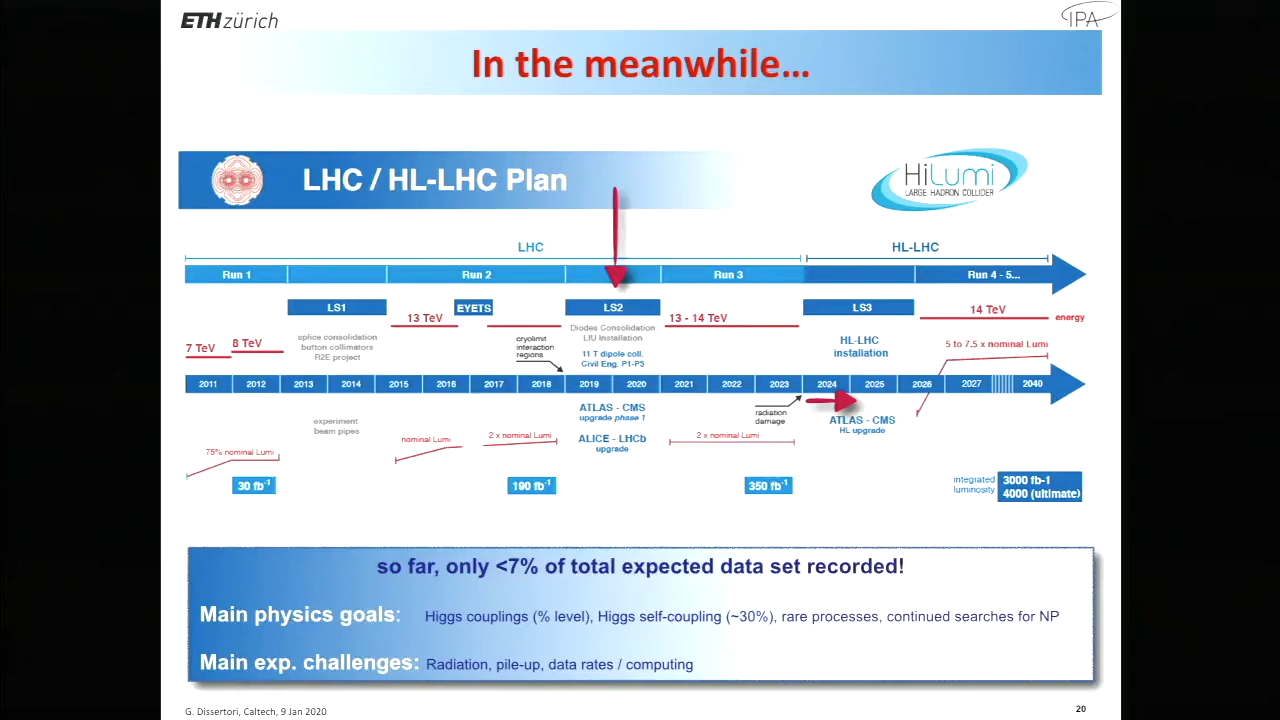 ETH zürich
IPA
In the meanwhile...
LHC / HL-LHC Plan
HiLumi
LARGE HADRON COLLIDER
LHC
HL-LHC
Run 1
Run 2
Run 3
Run 4 - 5...
LS1
EYETS
LS2
LS3
7 TeV
8 TeV
13 TeV
13 - 14 TeV
14 TeV
energy
splice consolidation
button collimators
R2E project
cryolimit
interaction
regions
Diodes Consolidation
LIU Installation
11 T dipole coll.
Civil Eng. P1-P5
HL-LHC
installation
5 to 7.5 x nominal Lumi
2011 2012 2013 2014 2015 2016 2017 2018 2019 2020 2021 2022 2023 2024 2025 2026 2027 2040
experiment
beam pipes
ATLAS - CMS
upgrade phase 1
ALICE - LHCb
upgrade
radiation
damage
ATLAS - CMS
HL upgrade
75% nominal Lumi
nominal Lumi
2 x nominal Lumi
2 x nominal Lumi
30 fb-1
190 fb-1
350 fb-1
integrated
luminosity
3000 fb-1
4000 (ultimate)
so far, only <7% of total expected data set recorded!
Main physics goals: Higgs couplings (% level), Higgs self-coupling (~30%), rare processes, continued searches for NP
Main exp. challenges: Radiation, pile-up, data rates / computing
G. Dissertori, Caltech, 9 Jan 2020
20